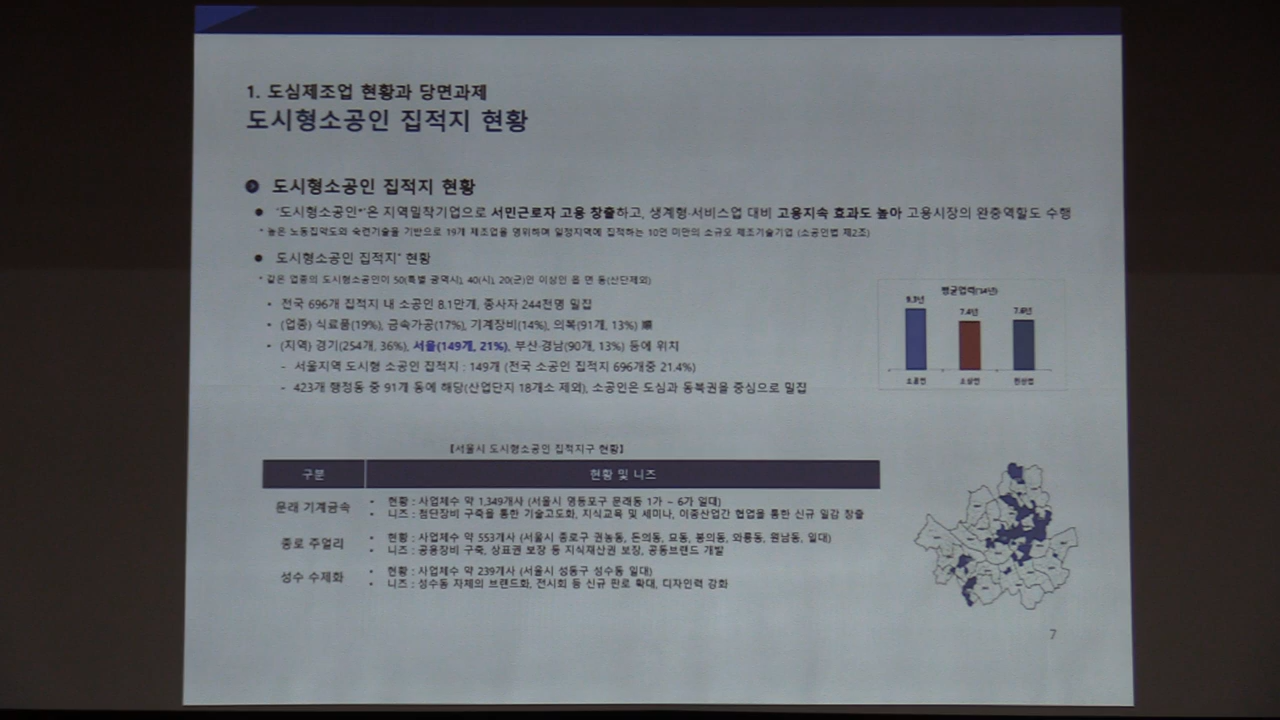 1. 도심제조업 현황과 당면과제
도시형소공인 집적지 현황
도시형소공인 집적지 현황
● '도시형소공인*'은 지역밀착기업으로 서민근로자 고용 창출하고, 생계형·서비스업 대비 고용지속 효과도 높아 고용시장의 완충역할도 수행
* 높은 노동집약도와 숙련기술을 기반으로 19개 제조업을 영위하며 일정지역에 집적하는 10인 미만의 소규모 제조기술기업 (소공인법 제2조)
● 도시형소공인 집적지* 현황
* 같은 업종의 도시형소공인이 50(특별·광역시), 40(시), 20(군)인 이상인 읍·면·동(산단제외)
• 전국 696개 집적지 내 소공인 8.1만개, 종사자 244천명 밀집
• (업종) 식료품(19%), 금속가공(17%), 기계장비(14%), 의복(91개, 13%) 順
• (지역) 경기(254개, 36%), 서울(149개, 21%), 부산·경남(90개, 13%) 등에 위치
- 서울지역 도시형 소공인 집적지 : 149개 (전국 소공인 집적지 696개중 21.4%)
- 423개 행정동 중 91개 동에 해당(산업단지 18개소 제외), 소공인은 도심과 동북권을 중심으로 밀집
평균업력('14년)
9.3년 7.4년 7.8년
소공인 소상인
【서울시 도시형소공인 집적지구 현황】
구분 현황 및 니즈
문래 기계금속
• 현황 : 사업체수 약 1,349개사 (서울시 영등포구 문래동 1가 ~ 6가 일대)
• 니즈 : 첨단장비 구축을 통한 기술고도화, 지식교육 및 세미나, 이종산업간 협업을 통한 신규 일감 창출
종로 주얼리
• 현황 : 사업체수 약 553개사 (서울시 종로구 권농동, 돈의동, 묘동, 봉익동, 와룡동, 원남동, 일대)
• 니즈 : 공용장비 구축, 상표권 보장 등 지식재산권 보장, 공동브랜드 개발
성수 수제화
• 현황 : 사업체수 약 239개사 (서울시 성동구 성수동 일대)
• 니즈 : 성수동 자체의 브랜드화, 전시회 등 신규 판로 확대, 디자인력 강화
7